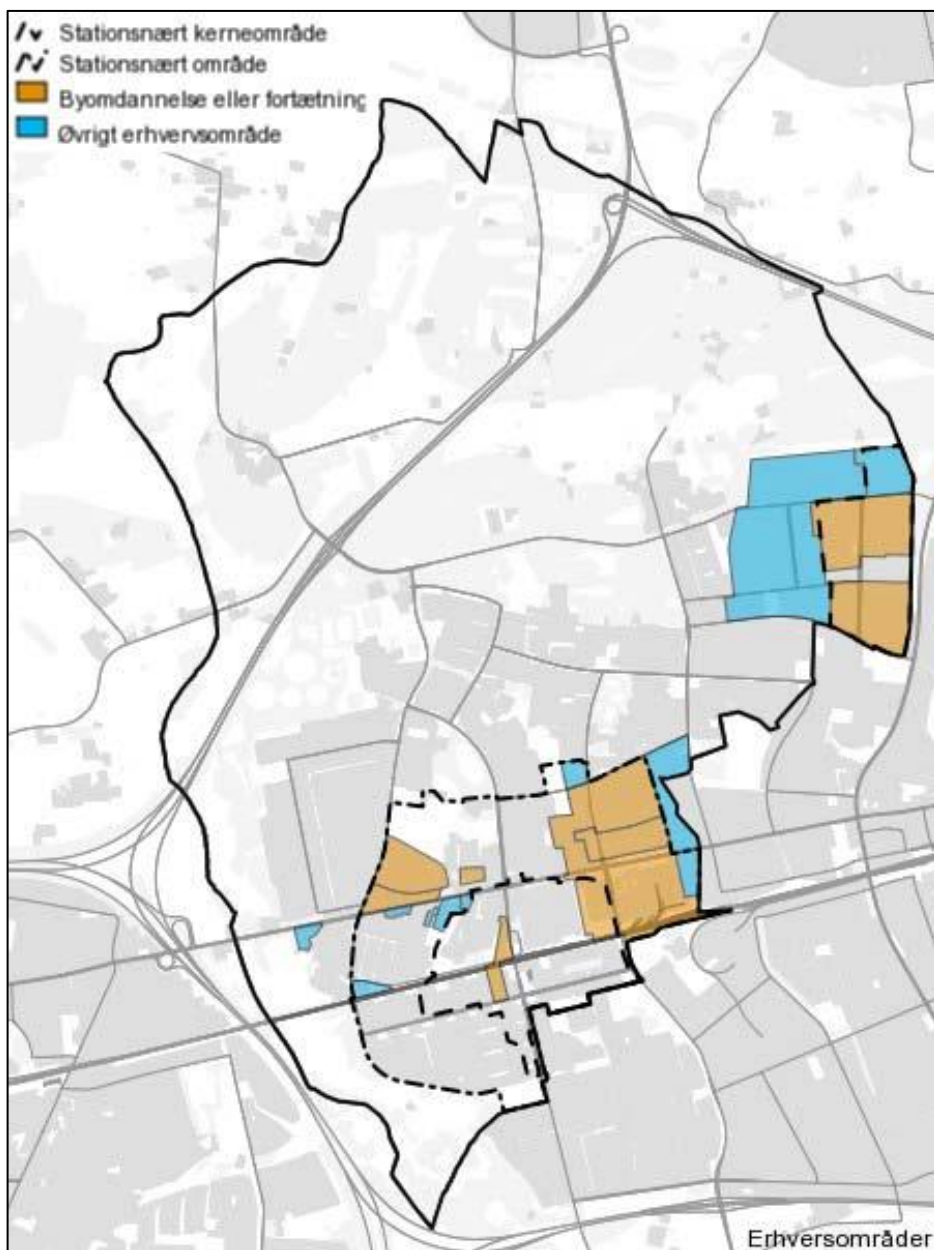 Stationsnært kerneområde
Stationsnært område
Byomdannelse eller fortætning
Øvrigt erhvervsområde
Erhversområder